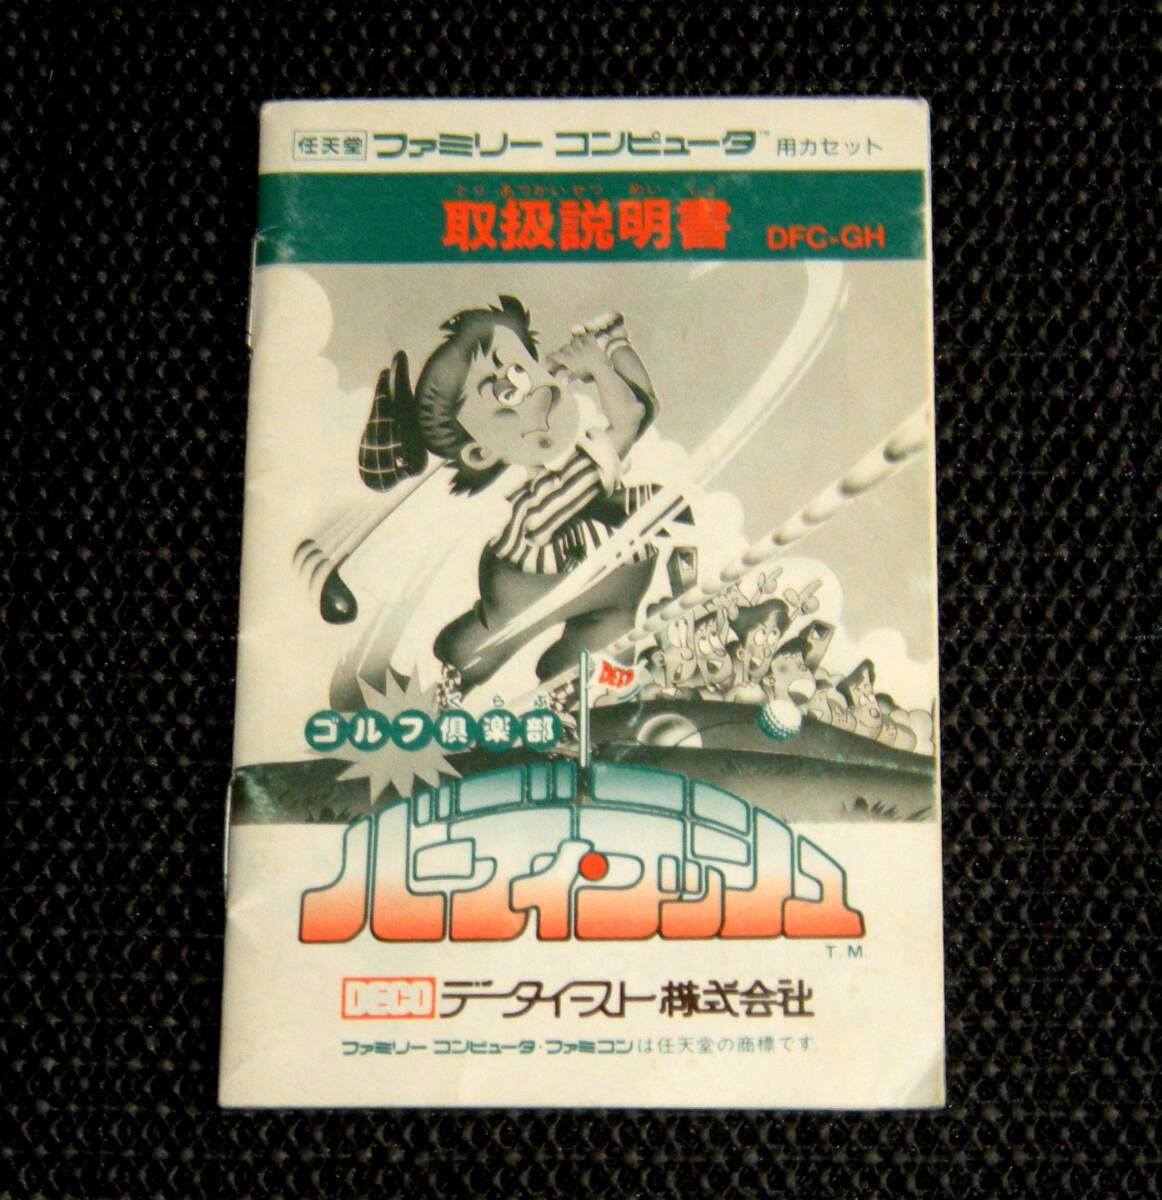 任天堂 ファミリー コンピュータ™ 用カセット
とり あつかいせつ めい しょ
取扱説明書 DFC-GH
DECO
くらぶ
ゴルフ倶楽部
バーディ・ラッシュ
T.M.
DECO データイースト株式会社
ファミリー コンピュータ・ファミコンは任天堂の商標です。